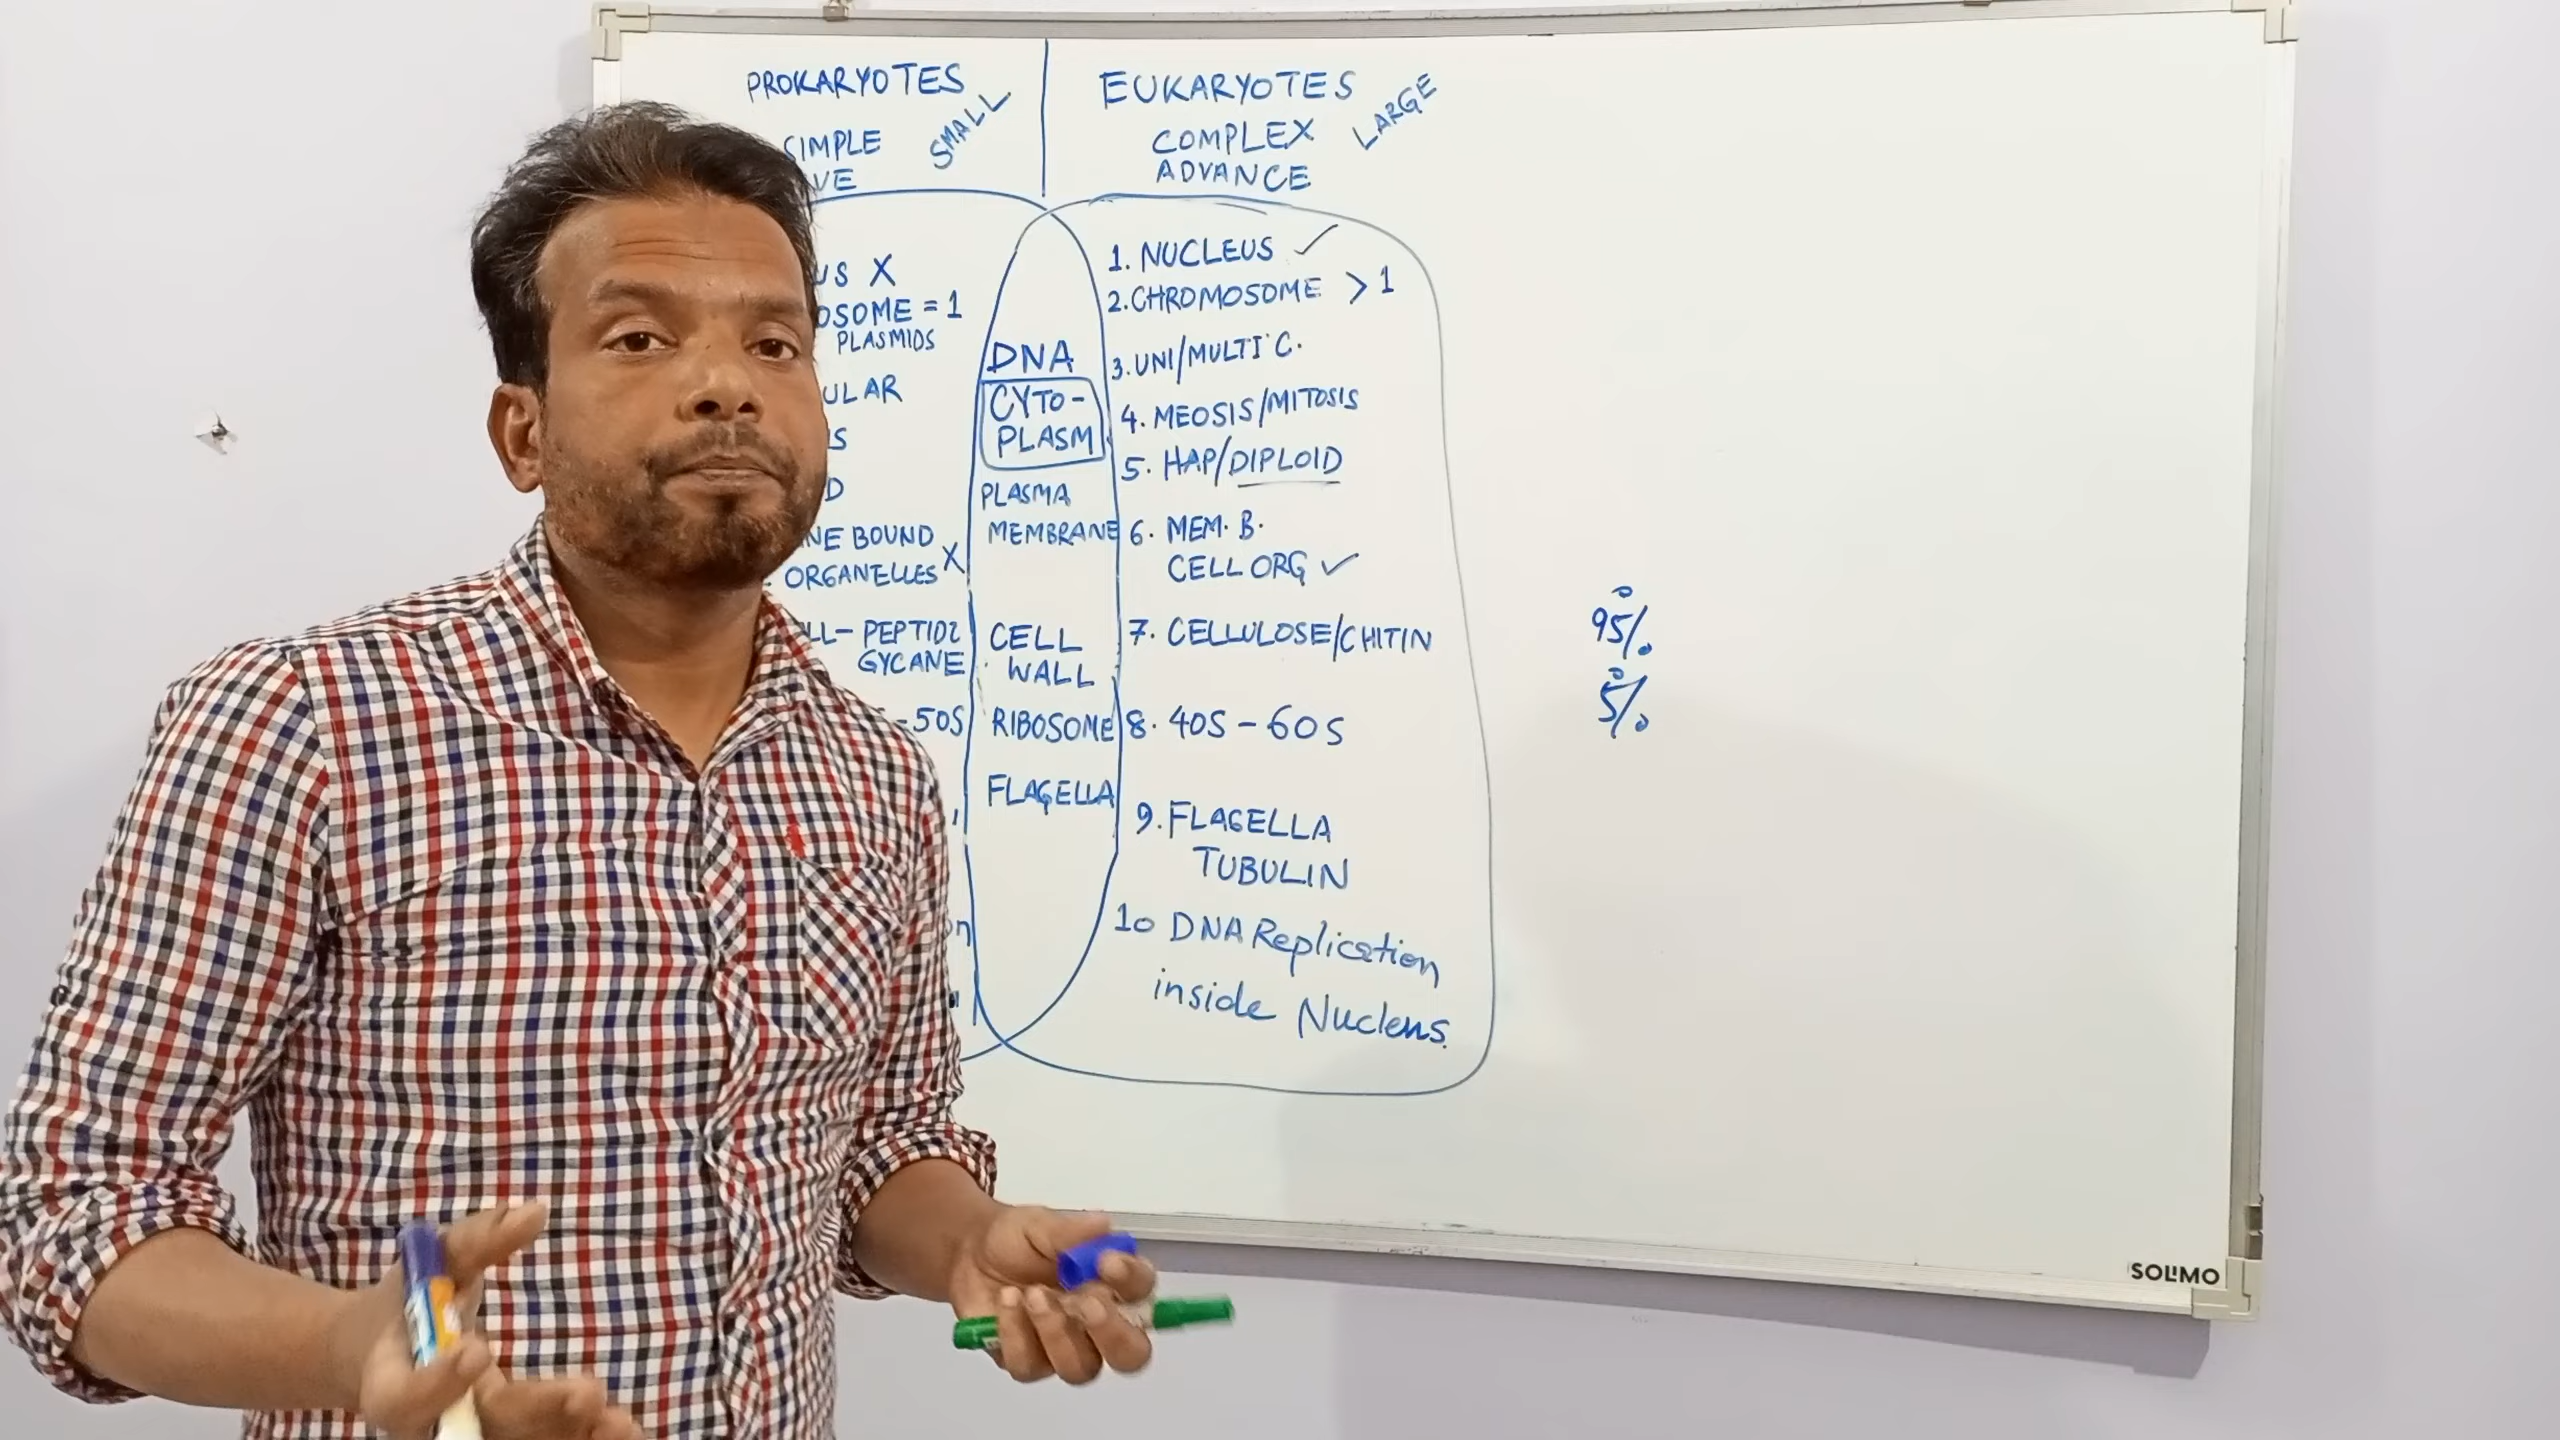 PROKARYOTES
SMALL
SIMPLE
VE
US X
OSOME = 1
PLASMIDS
ULAR
S
D
NE BOUND
ORGANELLES X
LL- PEPTIDZ
GYCANE
-50S
DNA
CYTO-
PLASM
PLASMA
MEMBRANE
CELL
WALL
RIBOSOME
FLAGELLA
EUKARYOTES
LARGE
COMPLEX
ADVANCE
1. NUCLEUS ✓
2. CHROMOSOME > 1
3. UNI/MULTI C.
4. MEOSIS/MITOSIS
5. HAP/DIPLOID
6. MEM. B.
CELL ORG ✓
7. CELLULOSE/CHITIN
8. 40S - 60S
9. FLAGELLA
TUBULIN
10 DNA Replication
inside Nucleus.
95%
5%
SOLIMO